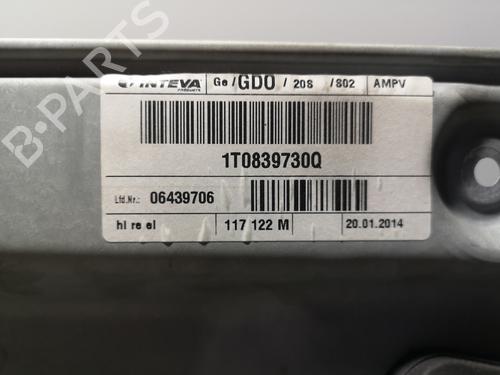 INTEVA
PRODUCTS
Ge/GDO/208/802
AMPV
1T0839730Q
Lfd.Nr.: 06439706
hl re el
117 122 M
20.01.2014
B-PARTS